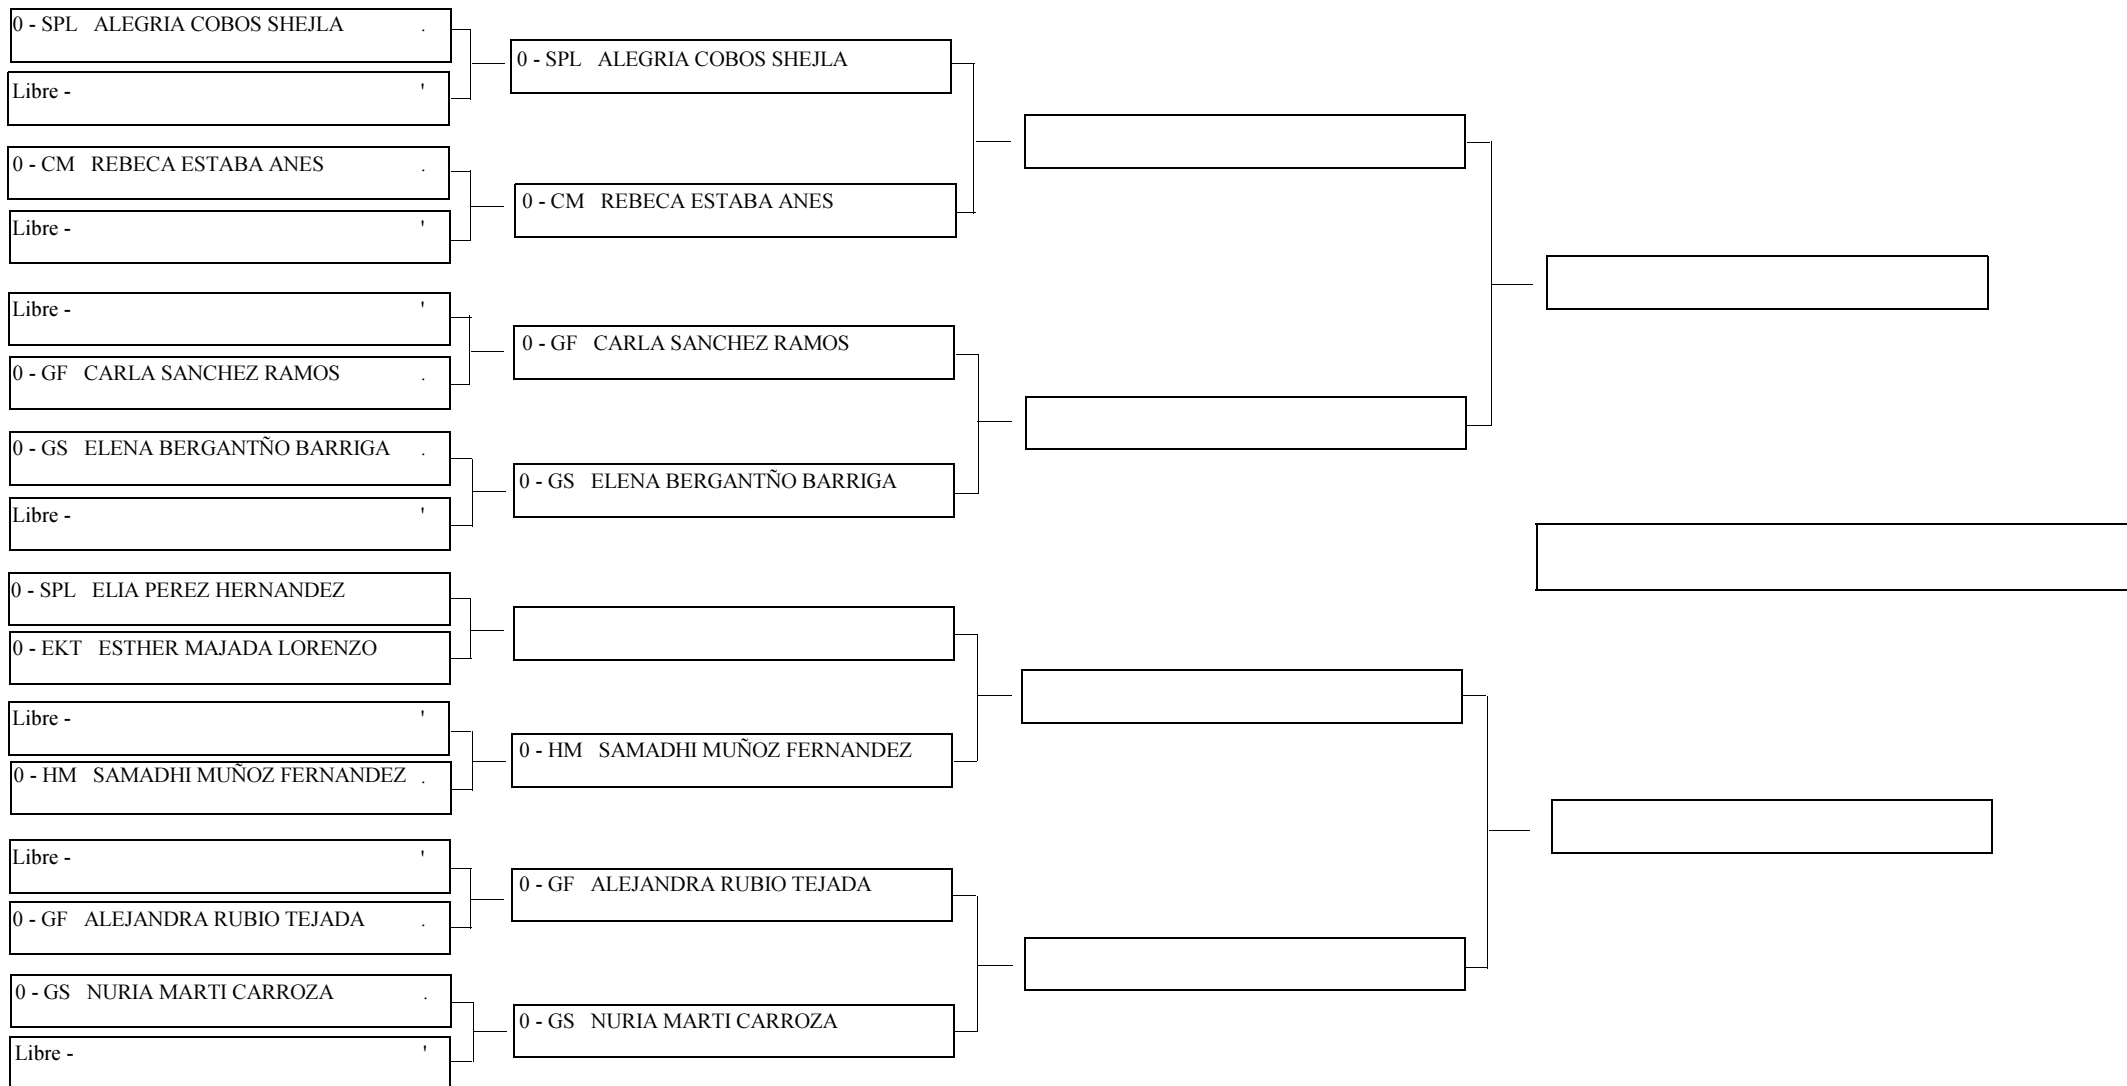 0 - SPL ALEGRIA COBOS SHEJLA .
Libre - '
0 - CM REBECA ESTABA ANES .
Libre - '
Libre - '
0 - GF CARLA SANCHEZ RAMOS .
0 - GS ELENA BERGANTÑO BARRIGA .
Libre - '
0 - SPL ELIA PEREZ HERNANDEZ
0 - EKT ESTHER MAJADA LORENZO
Libre - '
0 - HM SAMADHI MUÑOZ FERNANDEZ .
Libre - '
0 - GF ALEJANDRA RUBIO TEJADA .
0 - GS NURIA MARTI CARROZA .
Libre - '
0 - SPL ALEGRIA COBOS SHEJLA
0 - CM REBECA ESTABA ANES
0 - GF CARLA SANCHEZ RAMOS
0 - GS ELENA BERGANTÑO BARRIGA
0 - HM SAMADHI MUÑOZ FERNANDEZ
0 - GF ALEJANDRA RUBIO TEJADA
0 - GS NURIA MARTI CARROZA